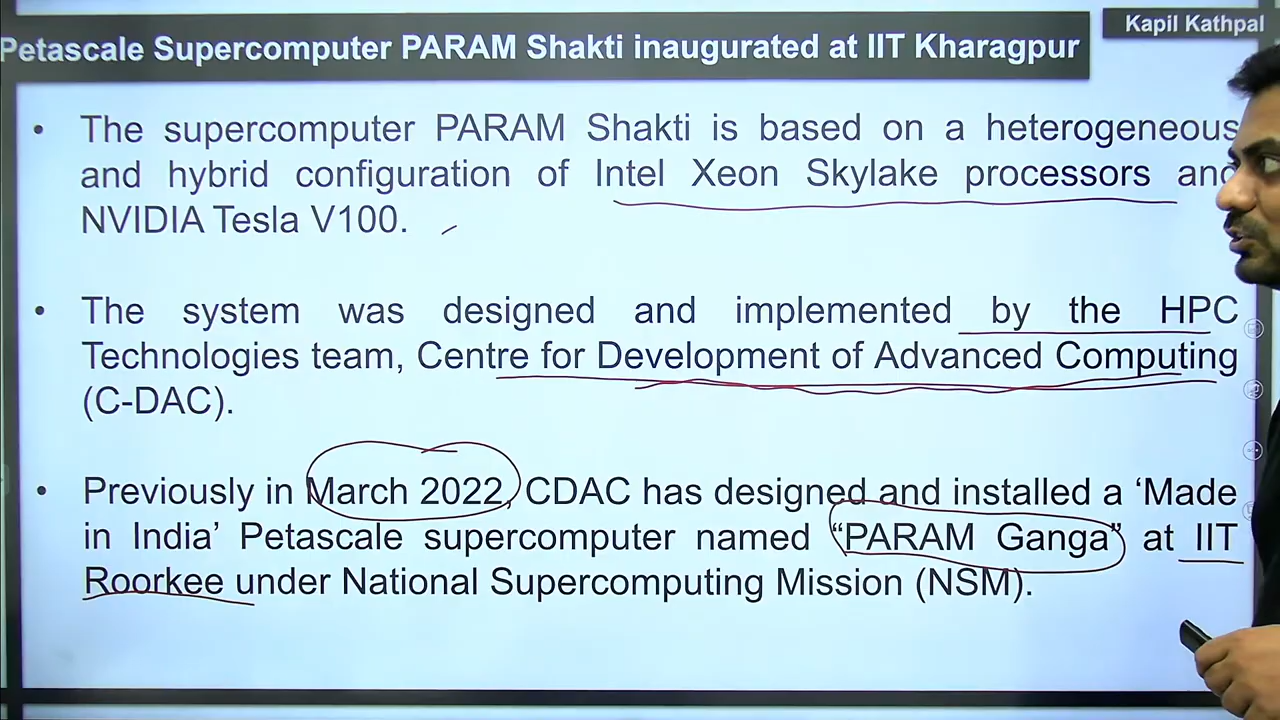 Kapil Kathpal
Petascale Supercomputer PARAM Shakti inaugurated at IIT Kharagpur
• The supercomputer PARAM Shakti is based on a heterogeneous
and hybrid configuration of Intel Xeon Skylake processors and
NVIDIA Tesla V100.
• The system was designed and implemented by the HPC
Technologies team, Centre for Development of Advanced Computing
(C-DAC).
• Previously in March 2022, CDAC has designed and installed a ‘Made
in India’ Petascale supercomputer named “PARAM Ganga” at IIT
Roorkee under National Supercomputing Mission (NSM).